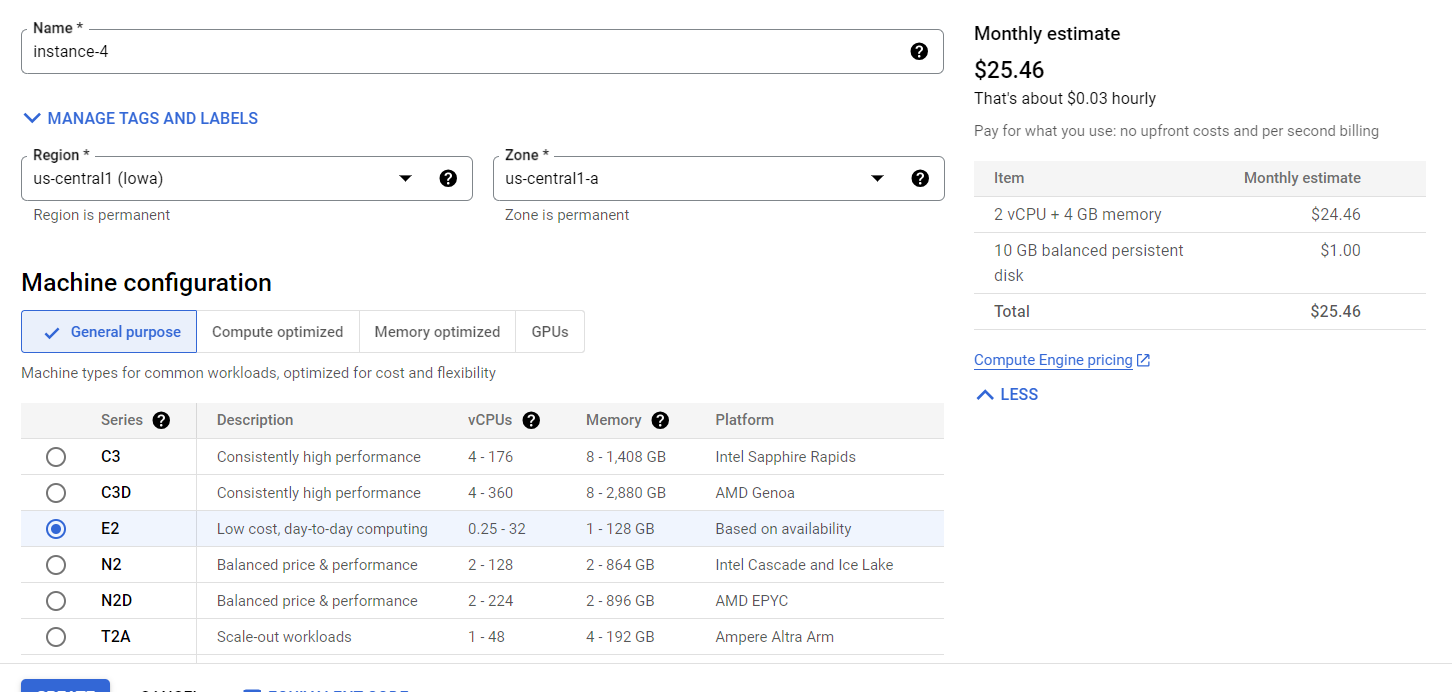 Name *
instance-4
MANAGE TAGS AND LABELS
Region *
us-central1 (Iowa)
Region is permanent
Zone *
us-central1-a
Zone is permanent
Machine configuration
General purpose
Compute optimized
Memory optimized
GPUs
Machine types for common workloads, optimized for cost and flexibility
Series Description vCPUs Memory Platform
C3 Consistently high performance 4 - 176 8 - 1,408 GB Intel Sapphire Rapids
C3D Consistently high performance 4 - 360 8 - 2,880 GB AMD Genoa
E2 Low cost, day-to-day computing 0.25 - 32 1 - 128 GB Based on availability
N2 Balanced price & performance 2 - 128 2 - 864 GB Intel Cascade and Ice Lake
N2D Balanced price & performance 2 - 224 2 - 896 GB AMD EPYC
T2A Scale-out workloads 1 - 48 4 - 192 GB Ampere Altra Arm
CREATE
CANCEL
EQUIVALENT CODE
Monthly estimate
$25.46
That's about $0.03 hourly
Pay for what you use: no upfront costs and per second billing
Item Monthly estimate
2 vCPU + 4 GB memory $24.46
10 GB balanced persistent $1.00
disk
Total $25.46
Compute Engine pricing
LESS